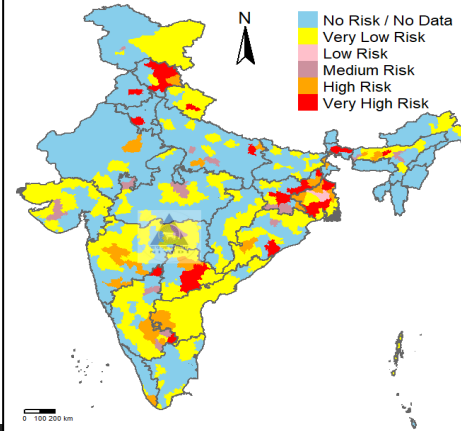 N
No Risk / No Data
Very Low Risk
Low Risk
Medium Risk
High Risk
Very High Risk
0 100 200 km